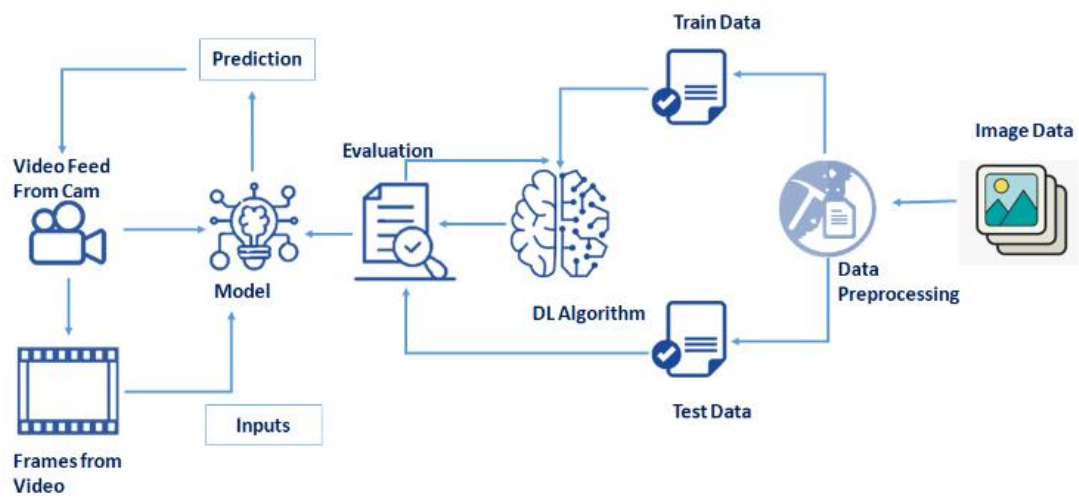 Train Data
Prediction
Image Data
Evaluation
Video Feed
From Cam
Data
Preprocessing
Model
DL Algorithm
Test Data
Inputs
Frames from
Video